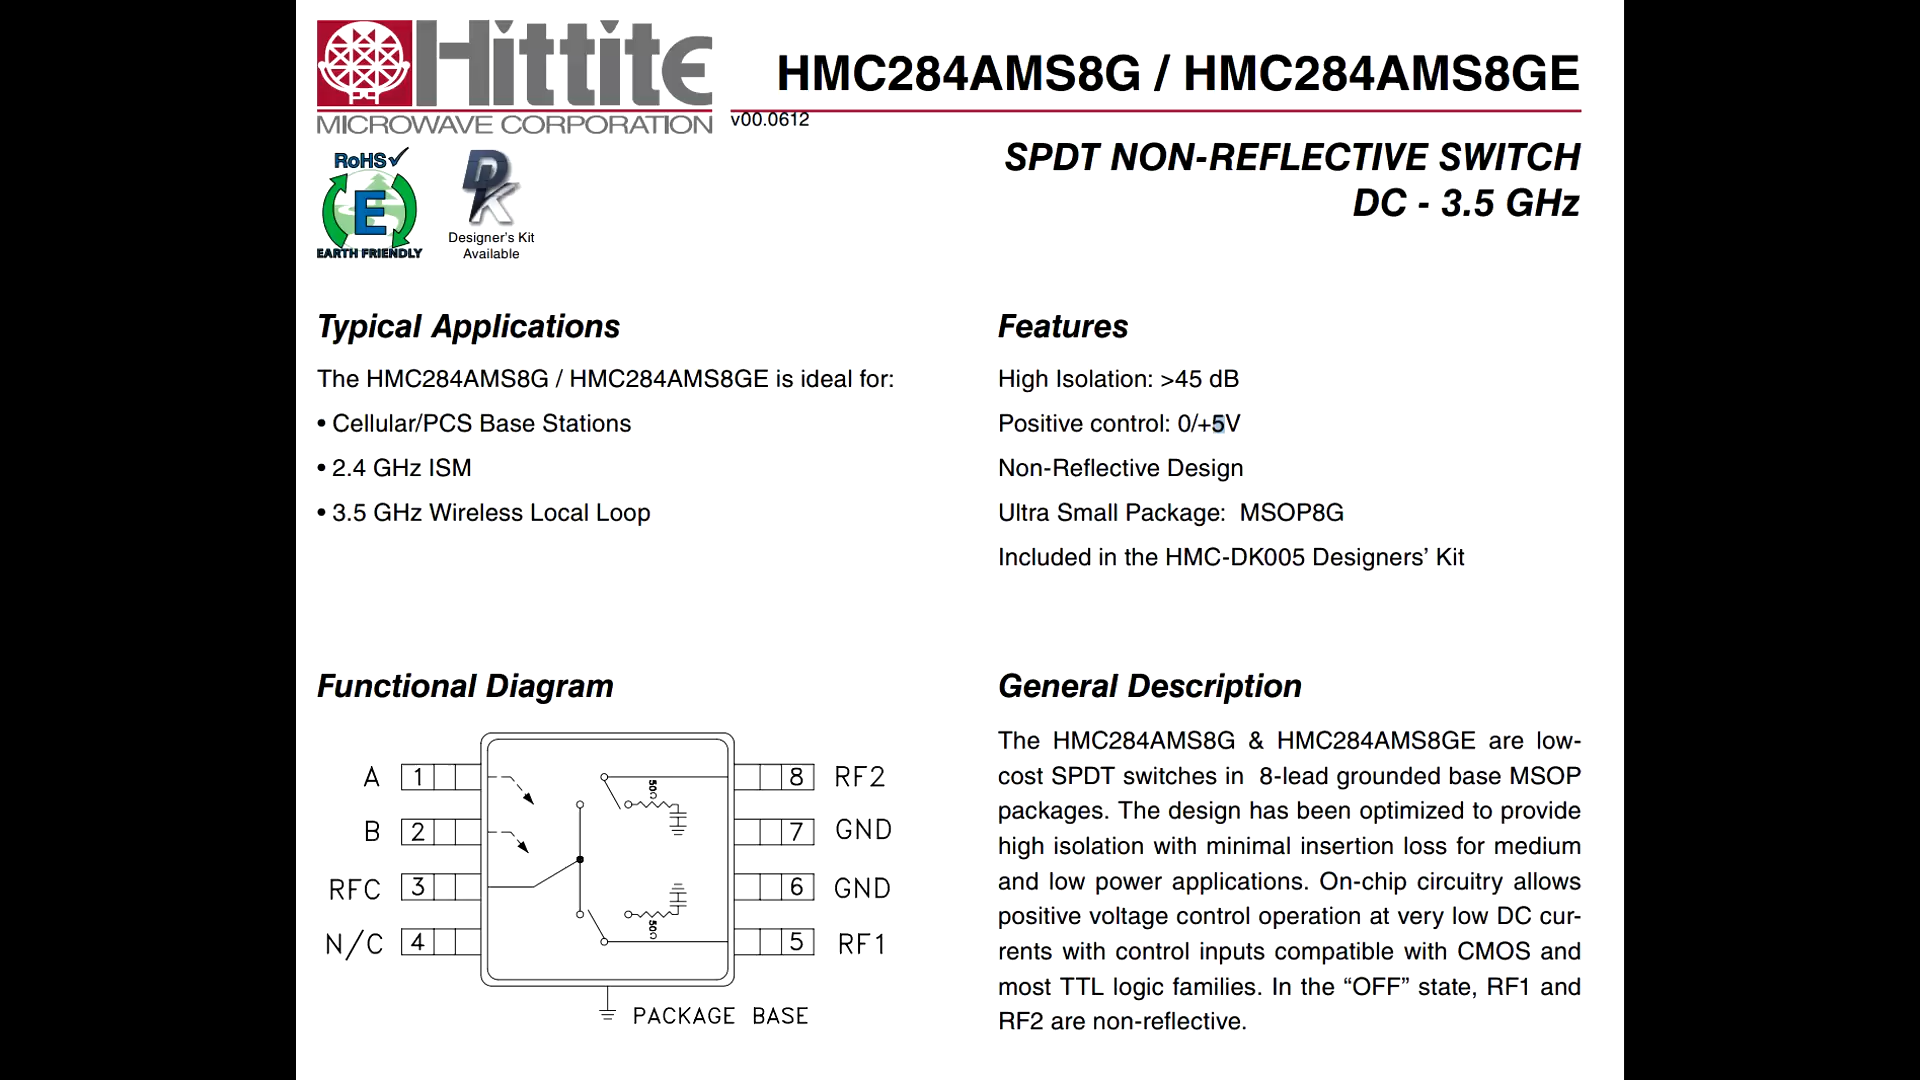 Hittite
MICROWAVE CORPORATION
HMC284AMS8G / HMC284AMS8GE
v00.0612
SPDT NON-REFLECTIVE SWITCH
DC - 3.5 GHz
RoHS✓
E
EARTH FRIENDLY
DK
Designer's Kit
Available
Typical Applications
The HMC284AMS8G / HMC284AMS8GE is ideal for:
• Cellular/PCS Base Stations
• 2.4 GHz ISM
• 3.5 GHz Wireless Local Loop
Features
High Isolation: >45 dB
Positive control: 0/+5V
Non-Reflective Design
Ultra Small Package: MSOP8G
Included in the HMC-DK005 Designers’ Kit
Functional Diagram
A 1
B 2
RFC 3
N/C 4
50Ω
50Ω
8 RF2
7 GND
6 GND
5 RF1
PACKAGE BASE
General Description
The HMC284AMS8G & HMC284AMS8GE are low-
cost SPDT switches in 8-lead grounded base MSOP
packages. The design has been optimized to provide
high isolation with minimal insertion loss for medium
and low power applications. On-chip circuitry allows
positive voltage control operation at very low DC cur-
rents with control inputs compatible with CMOS and
most TTL logic families. In the “OFF” state, RF1 and
RF2 are non-reflective.